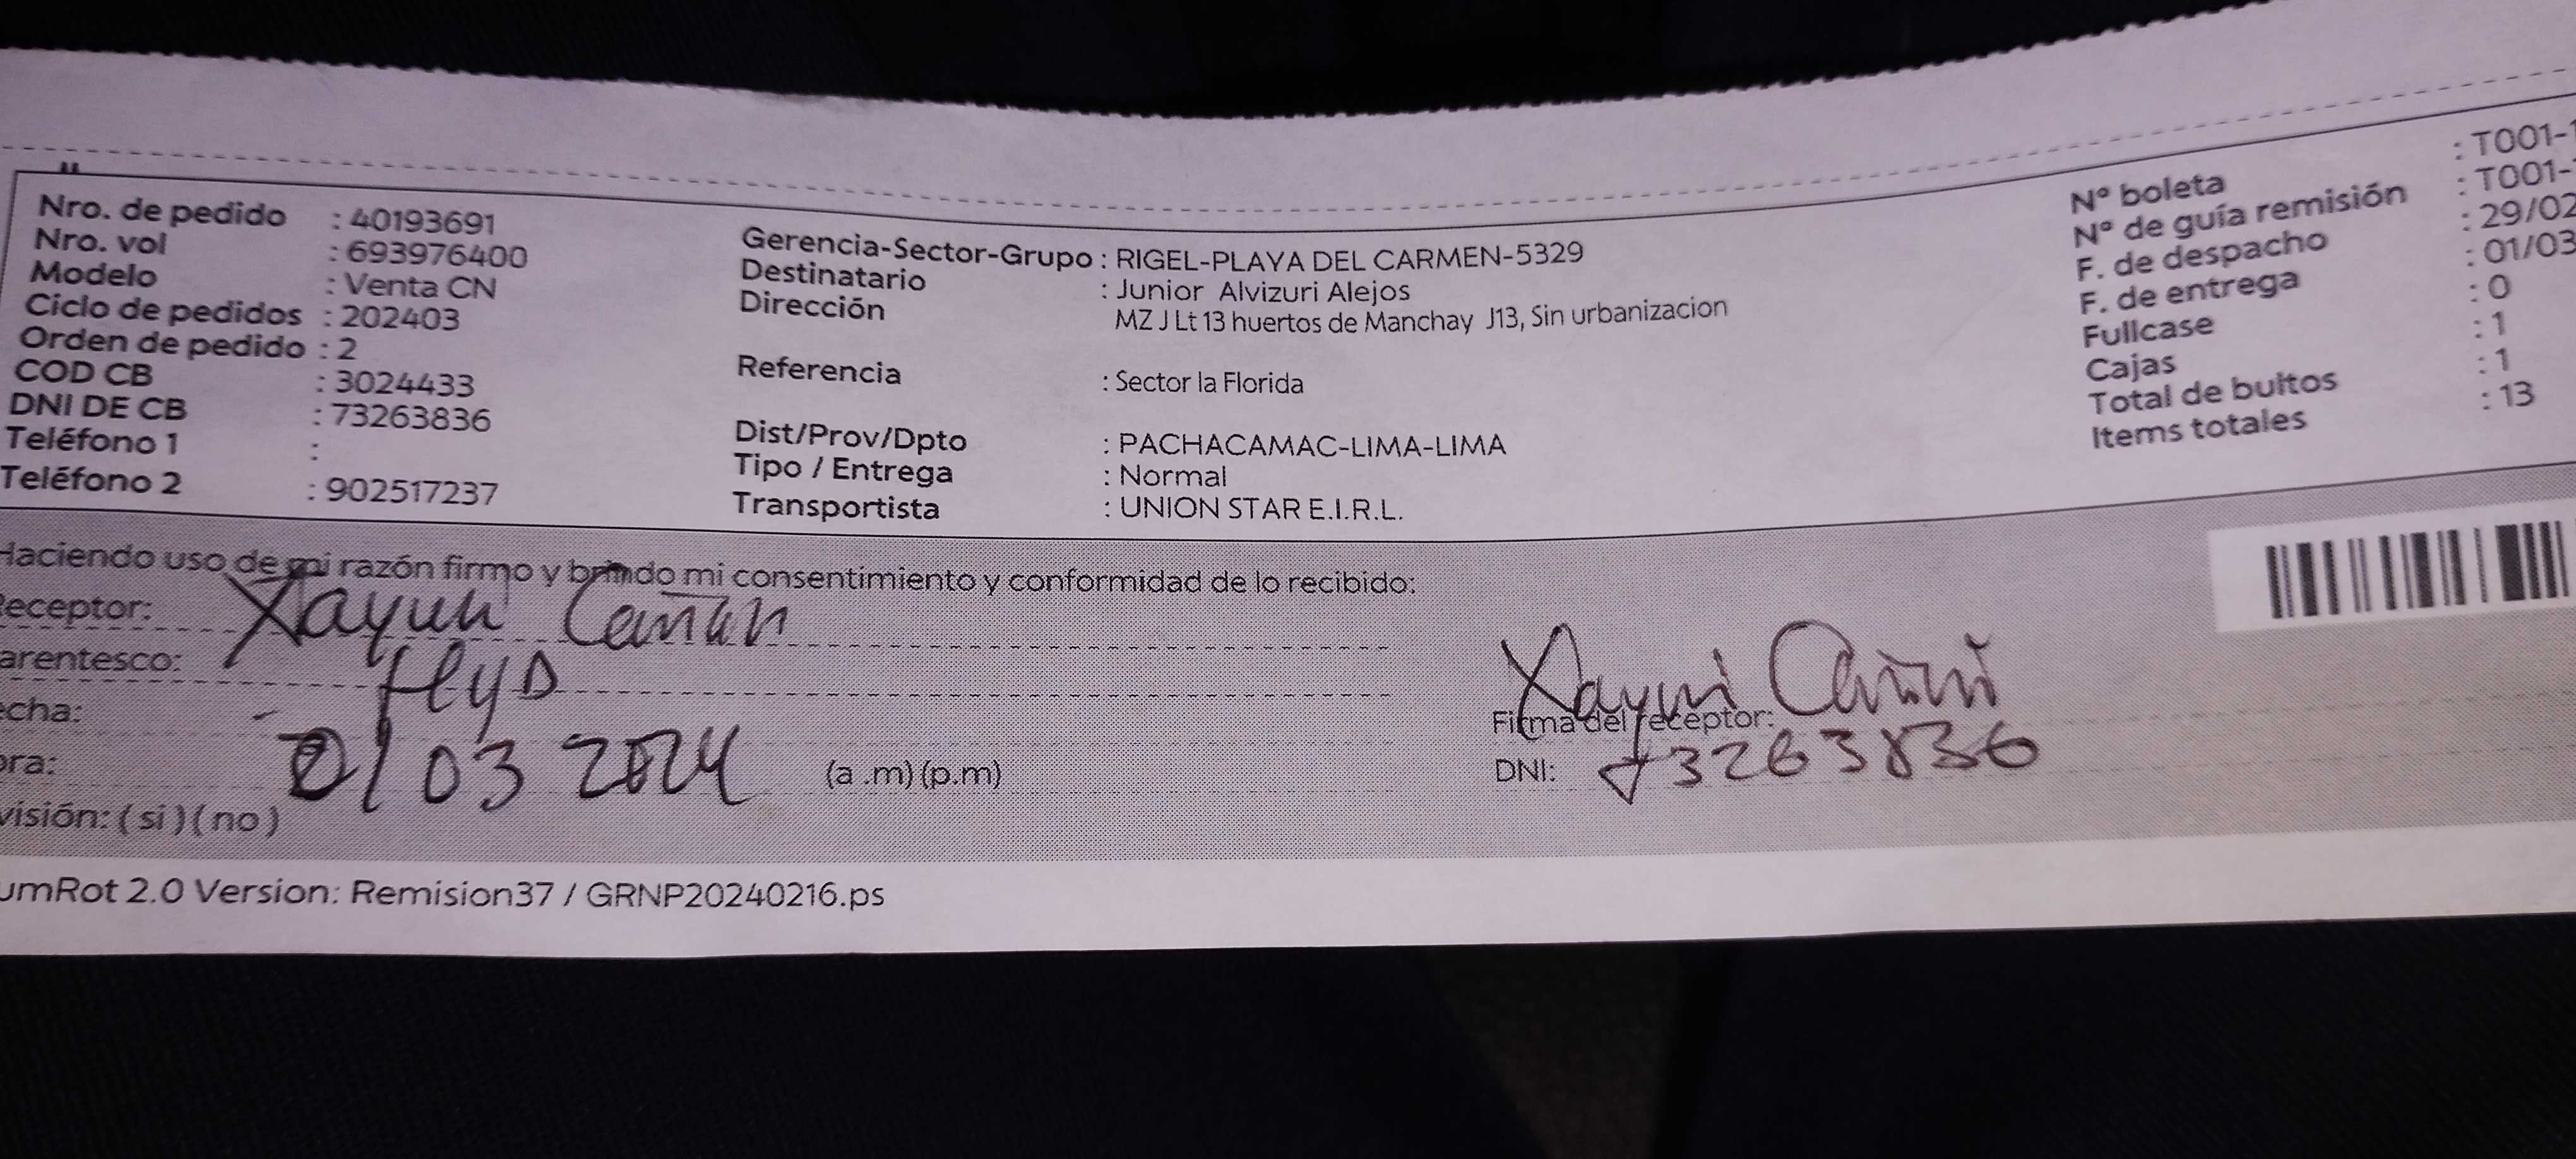 Nro. de pedido : 40193691
Nro. vol : 693976400
Modelo : Venta CN
Ciclo de pedidos : 202403
Orden de pedido : 2
COD CB : 3024433
DNI DE CB : 73263836
Teléfono 1 :
Teléfono 2 : 902517237
Gerencia-Sector-Grupo : RIGEL-PLAYA DEL CARMEN-5329
Destinatario : Junior Alvizuri Alejos
Dirección MZ J Lt 13 huertos de Manchay J13, Sin urbanizacion
Referencia : Sector la Florida
Dist/Prov/Dpto : PACHACAMAC-LIMA-LIMA
Tipo / Entrega : Normal
Transportista : UNION STAR E.I.R.L.
N° boleta : T001-1
N° de guía remisión : T001-
F. de despacho : 29/02
F. de entrega : 01/03
Fullcase : 0
Cajas : 1
Total de bultos : 1
Items totales : 13
Haciendo uso de mi razón firmo y brindo mi consentimiento y conformidad de lo recibido:
Receptor:
arentesco:
echa:
ora: 01 03 2024 (a .m) (p.m)
visión: ( si ) ( no )
Firma del receptor:
DNI: 73263836
umRot 2.0 Version: Remision37 / GRNP20240216.ps